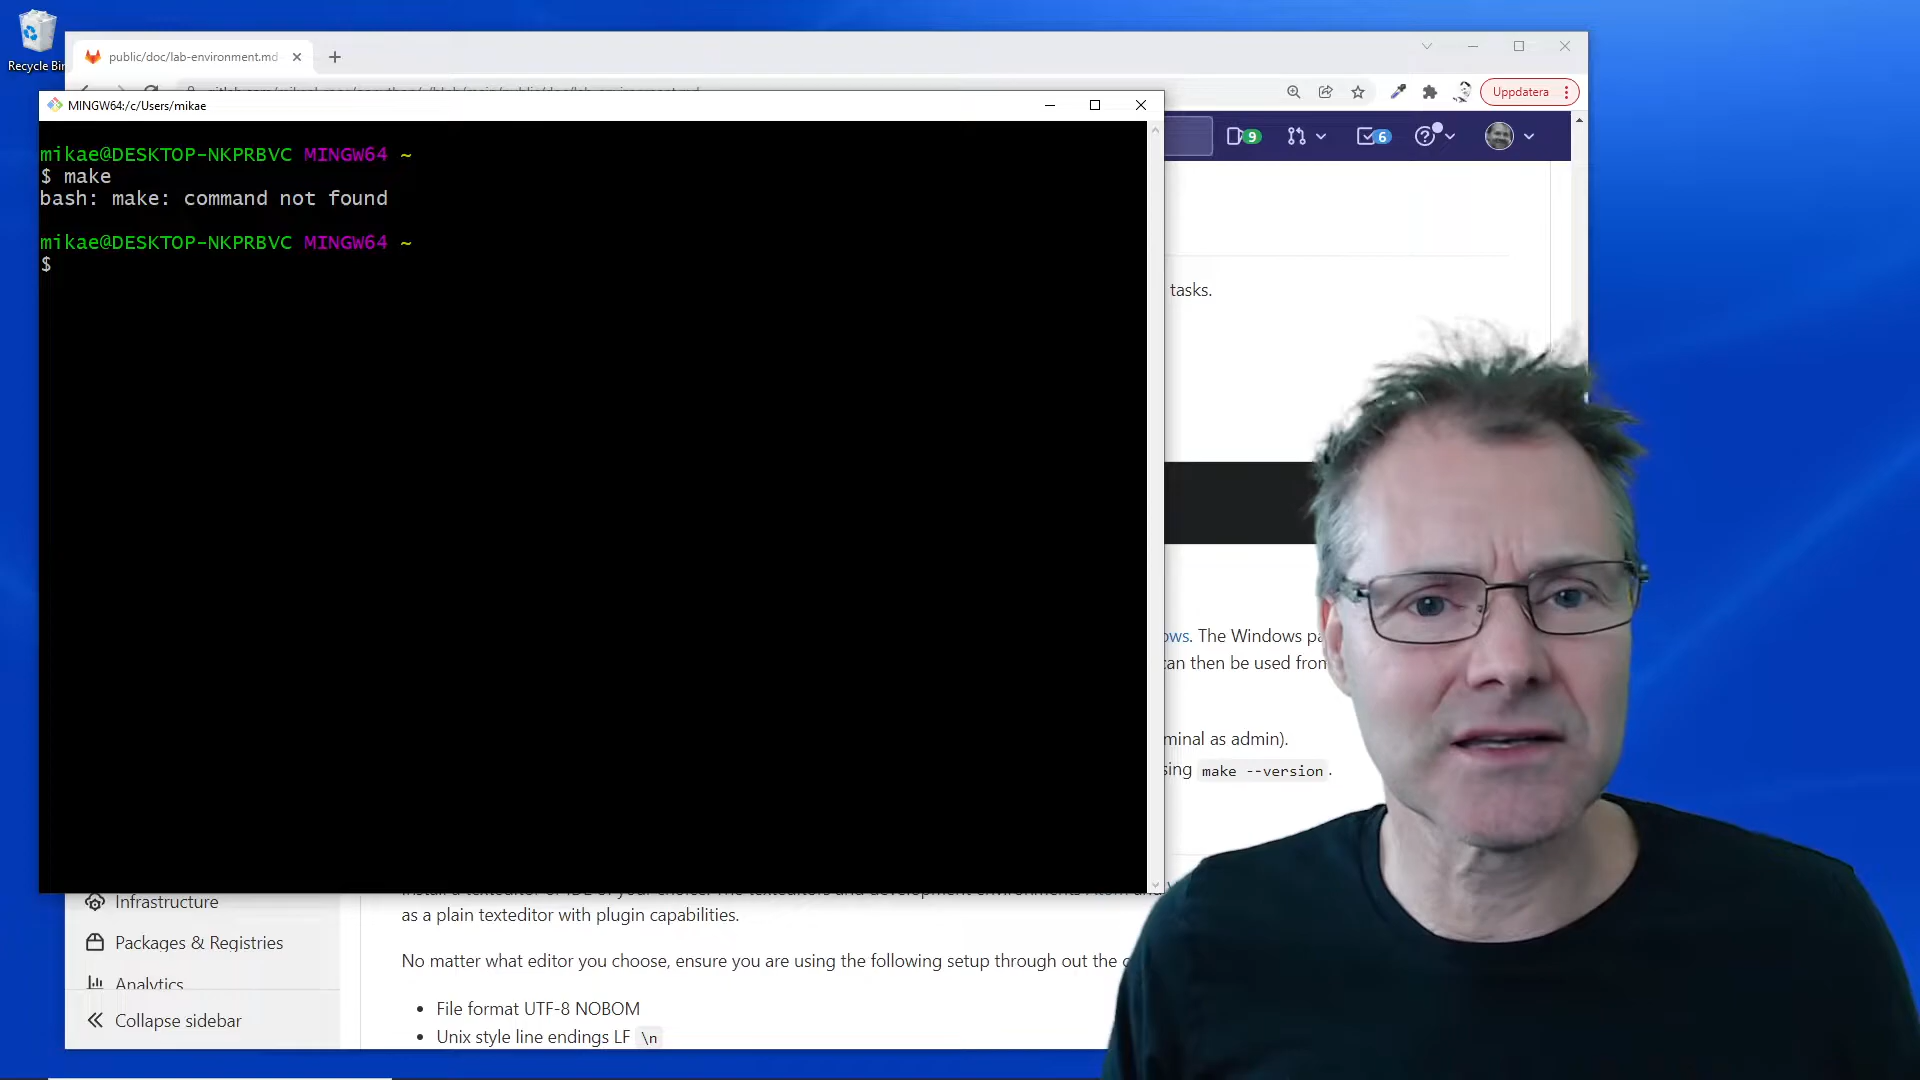 Recycle Bin
public/doc/lab-environment.md
Uppdatera
MINGW64:/c/Users/mikae
9
6
mikae@DESKTOP-NKPRBVC MINGW64 ~
$ make
bash: make: command not found
mikae@DESKTOP-NKPRBVC MINGW64 ~
$
tasks.
ows. The Windows pa
can then be used from
minal as admin).
sing make --version.
Infrastructure
Packages & Registries
Analytics
Collapse sidebar
as a plain texteditor with plugin capabilities.
No matter what editor you choose, ensure you are using the following setup through out the
• File format UTF-8 NOBOM
• Unix style line endings LF \n